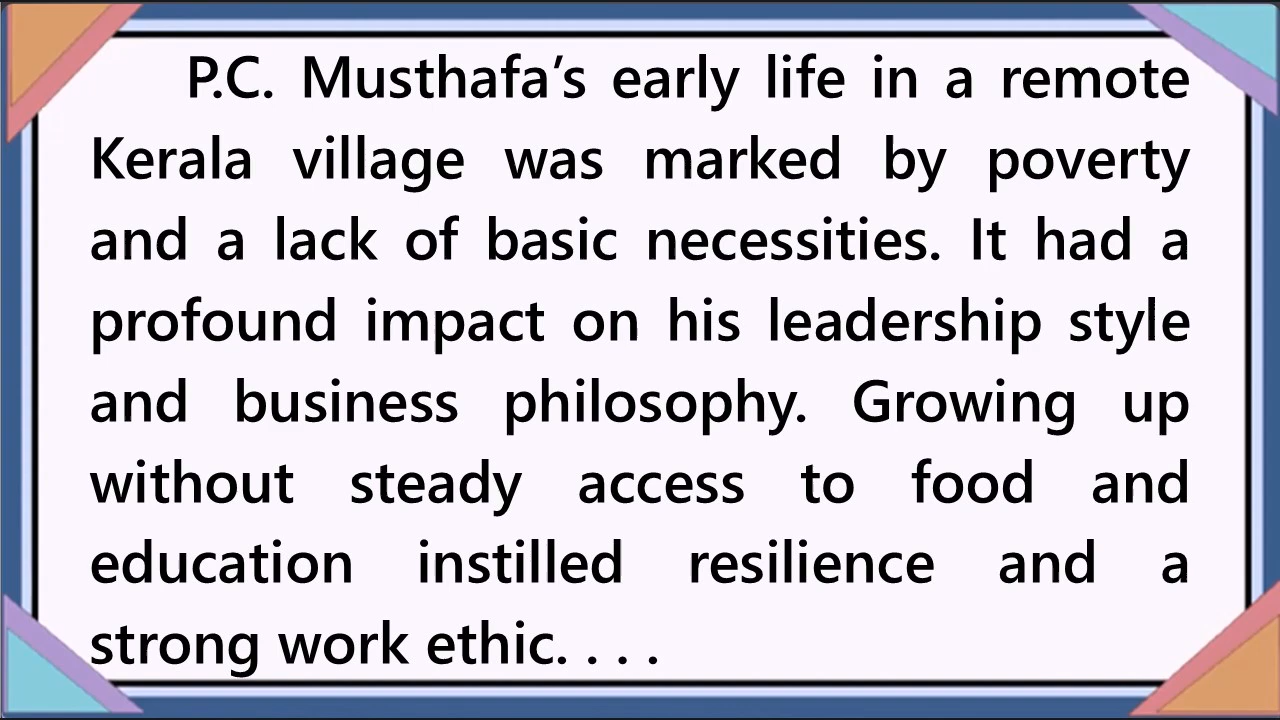 P.C. Musthafa’s early life in a remote
Kerala village was marked by poverty
and a lack of basic necessities. It had a
profound impact on his leadership style
and business philosophy. Growing up
without steady access to food and
education instilled resilience and a
strong work ethic. . . .